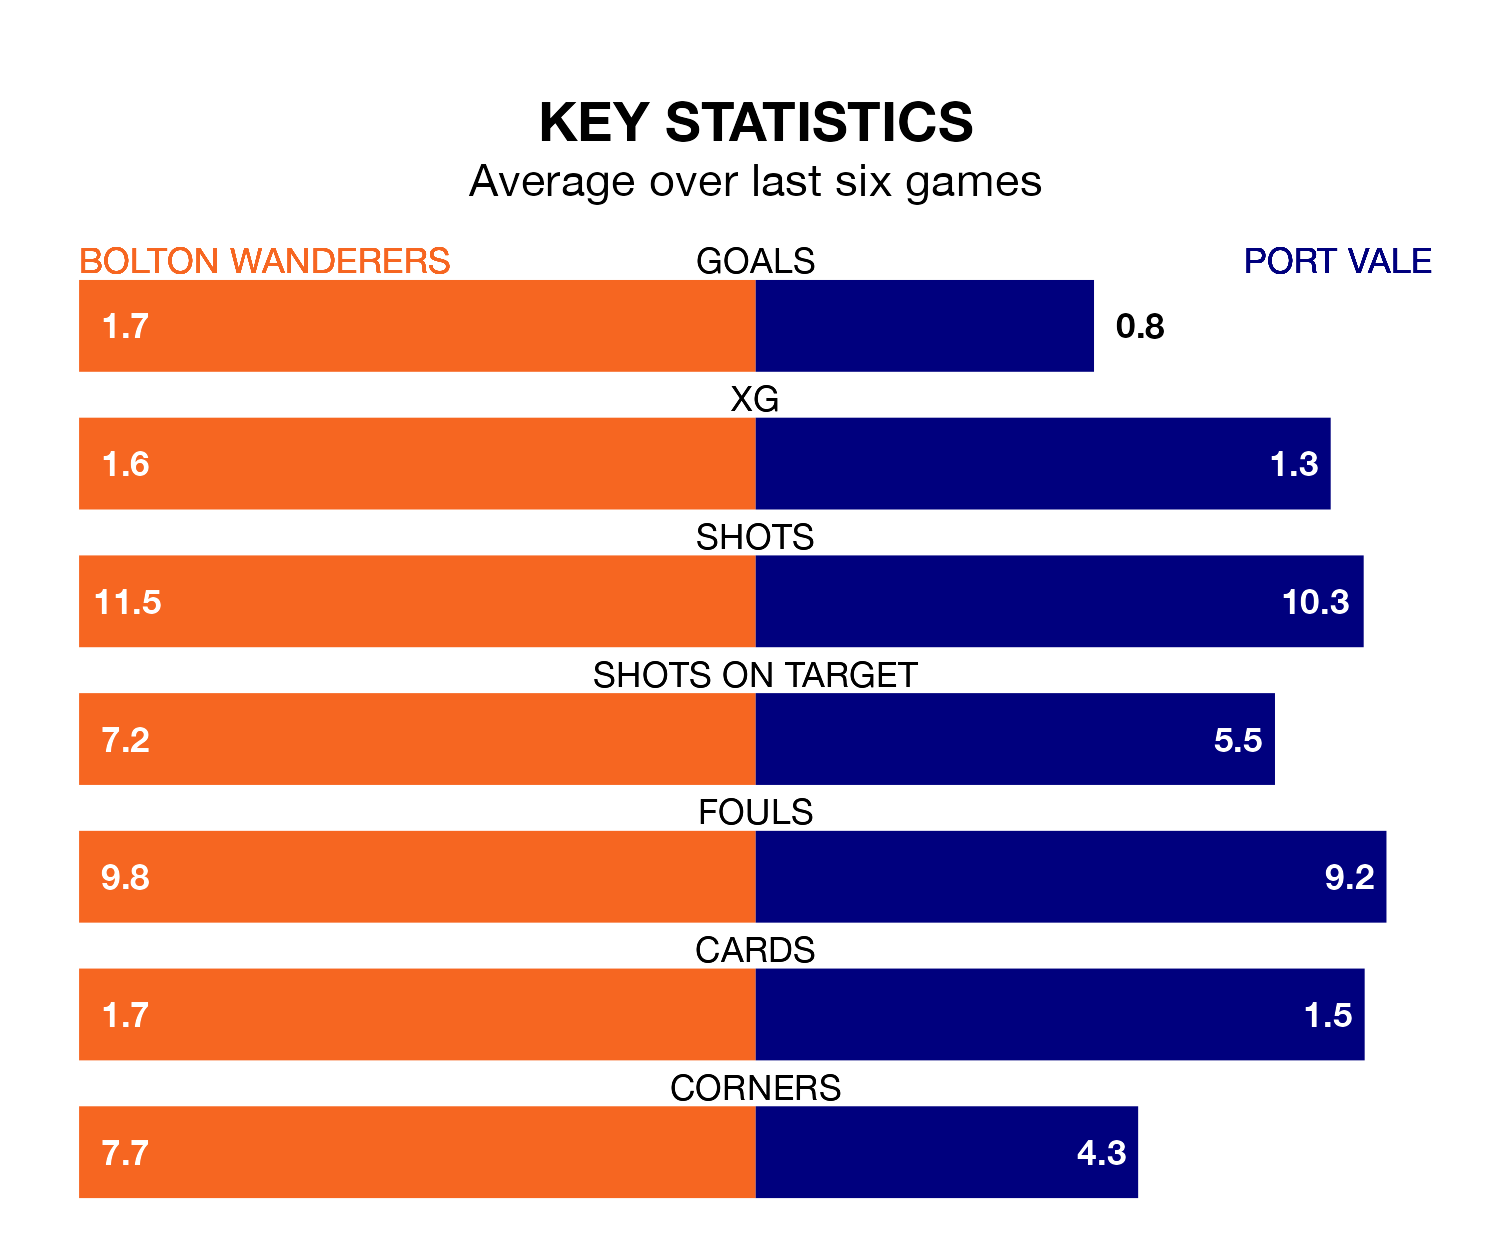 KEY STATISTICS
Average over last six games
BOLTON WANDERERS GOALS PORT VALE
1.7 0.8
XG
1.6 1.3
SHOTS
11.5 10.3
SHOTS ON TARGET
7.2 5.5
FOULS
9.8 9.2
CARDS
1.7 1.5
CORNERS
7.7 4.3